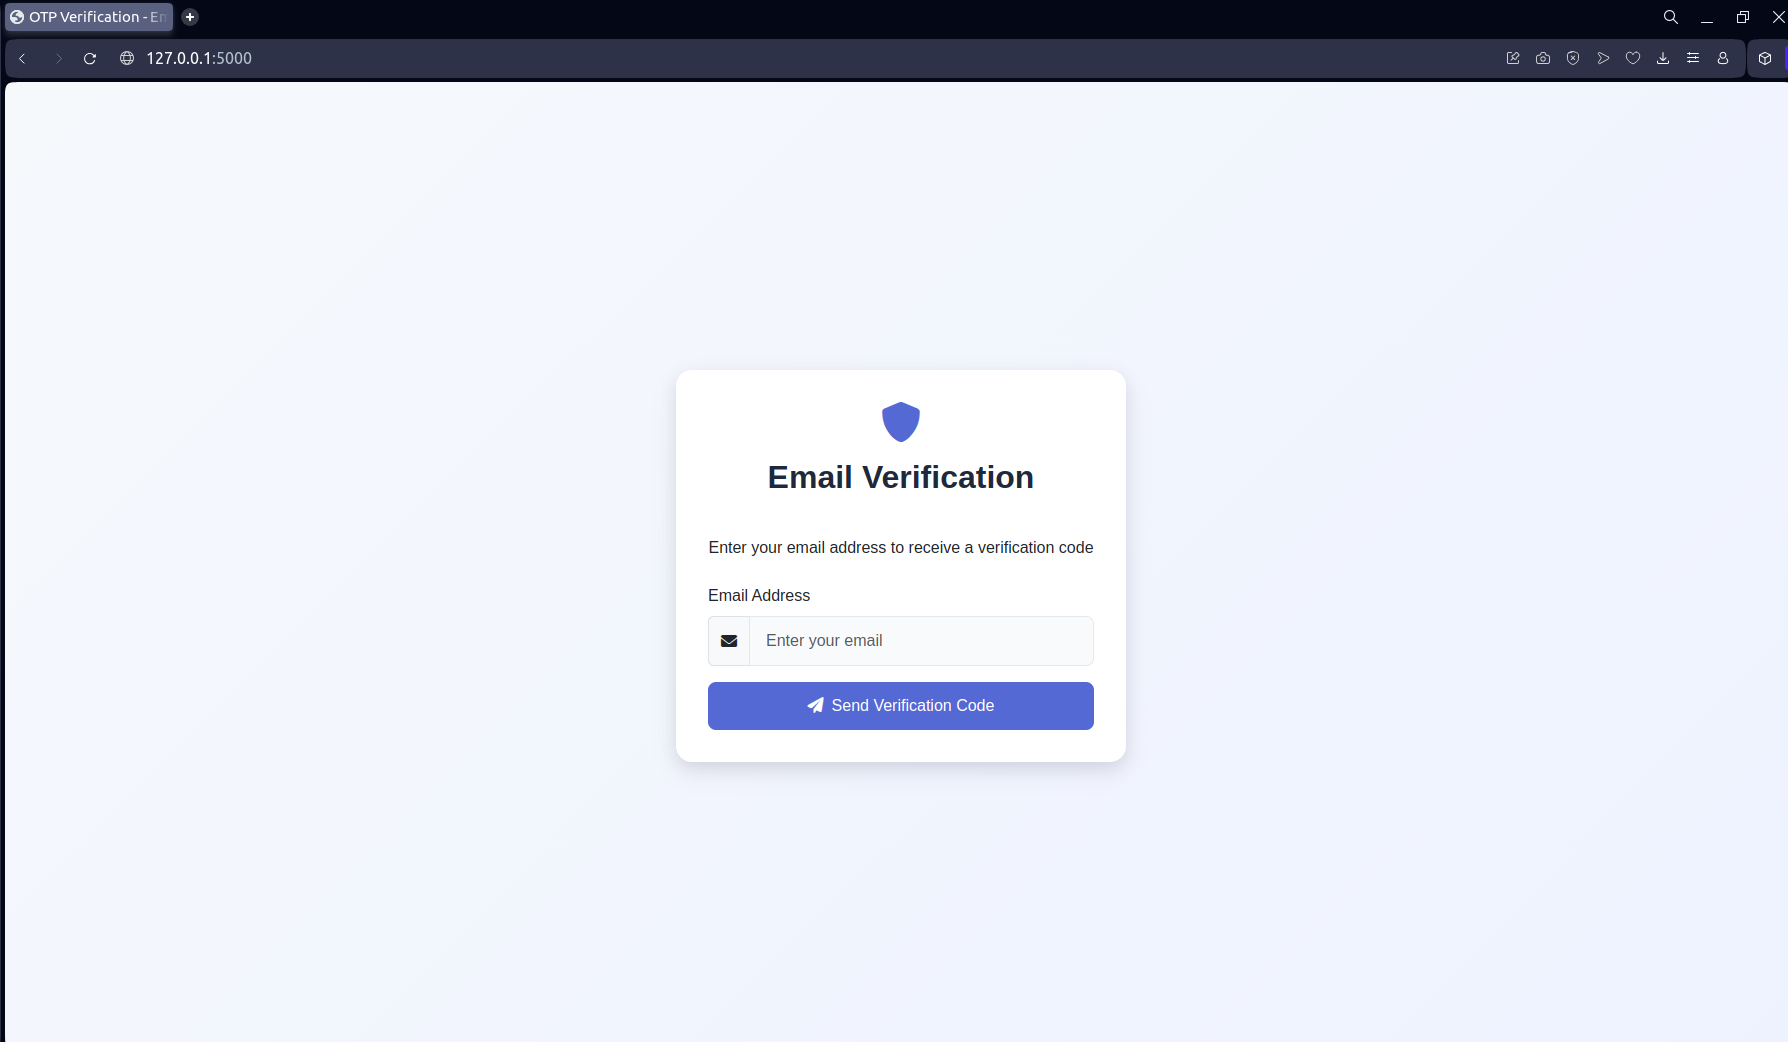 OTP Verification - Em
127.0.0.1:5000
Email Verification
Enter your email address to receive a verification code
Email Address
Enter your email
Send Verification Code